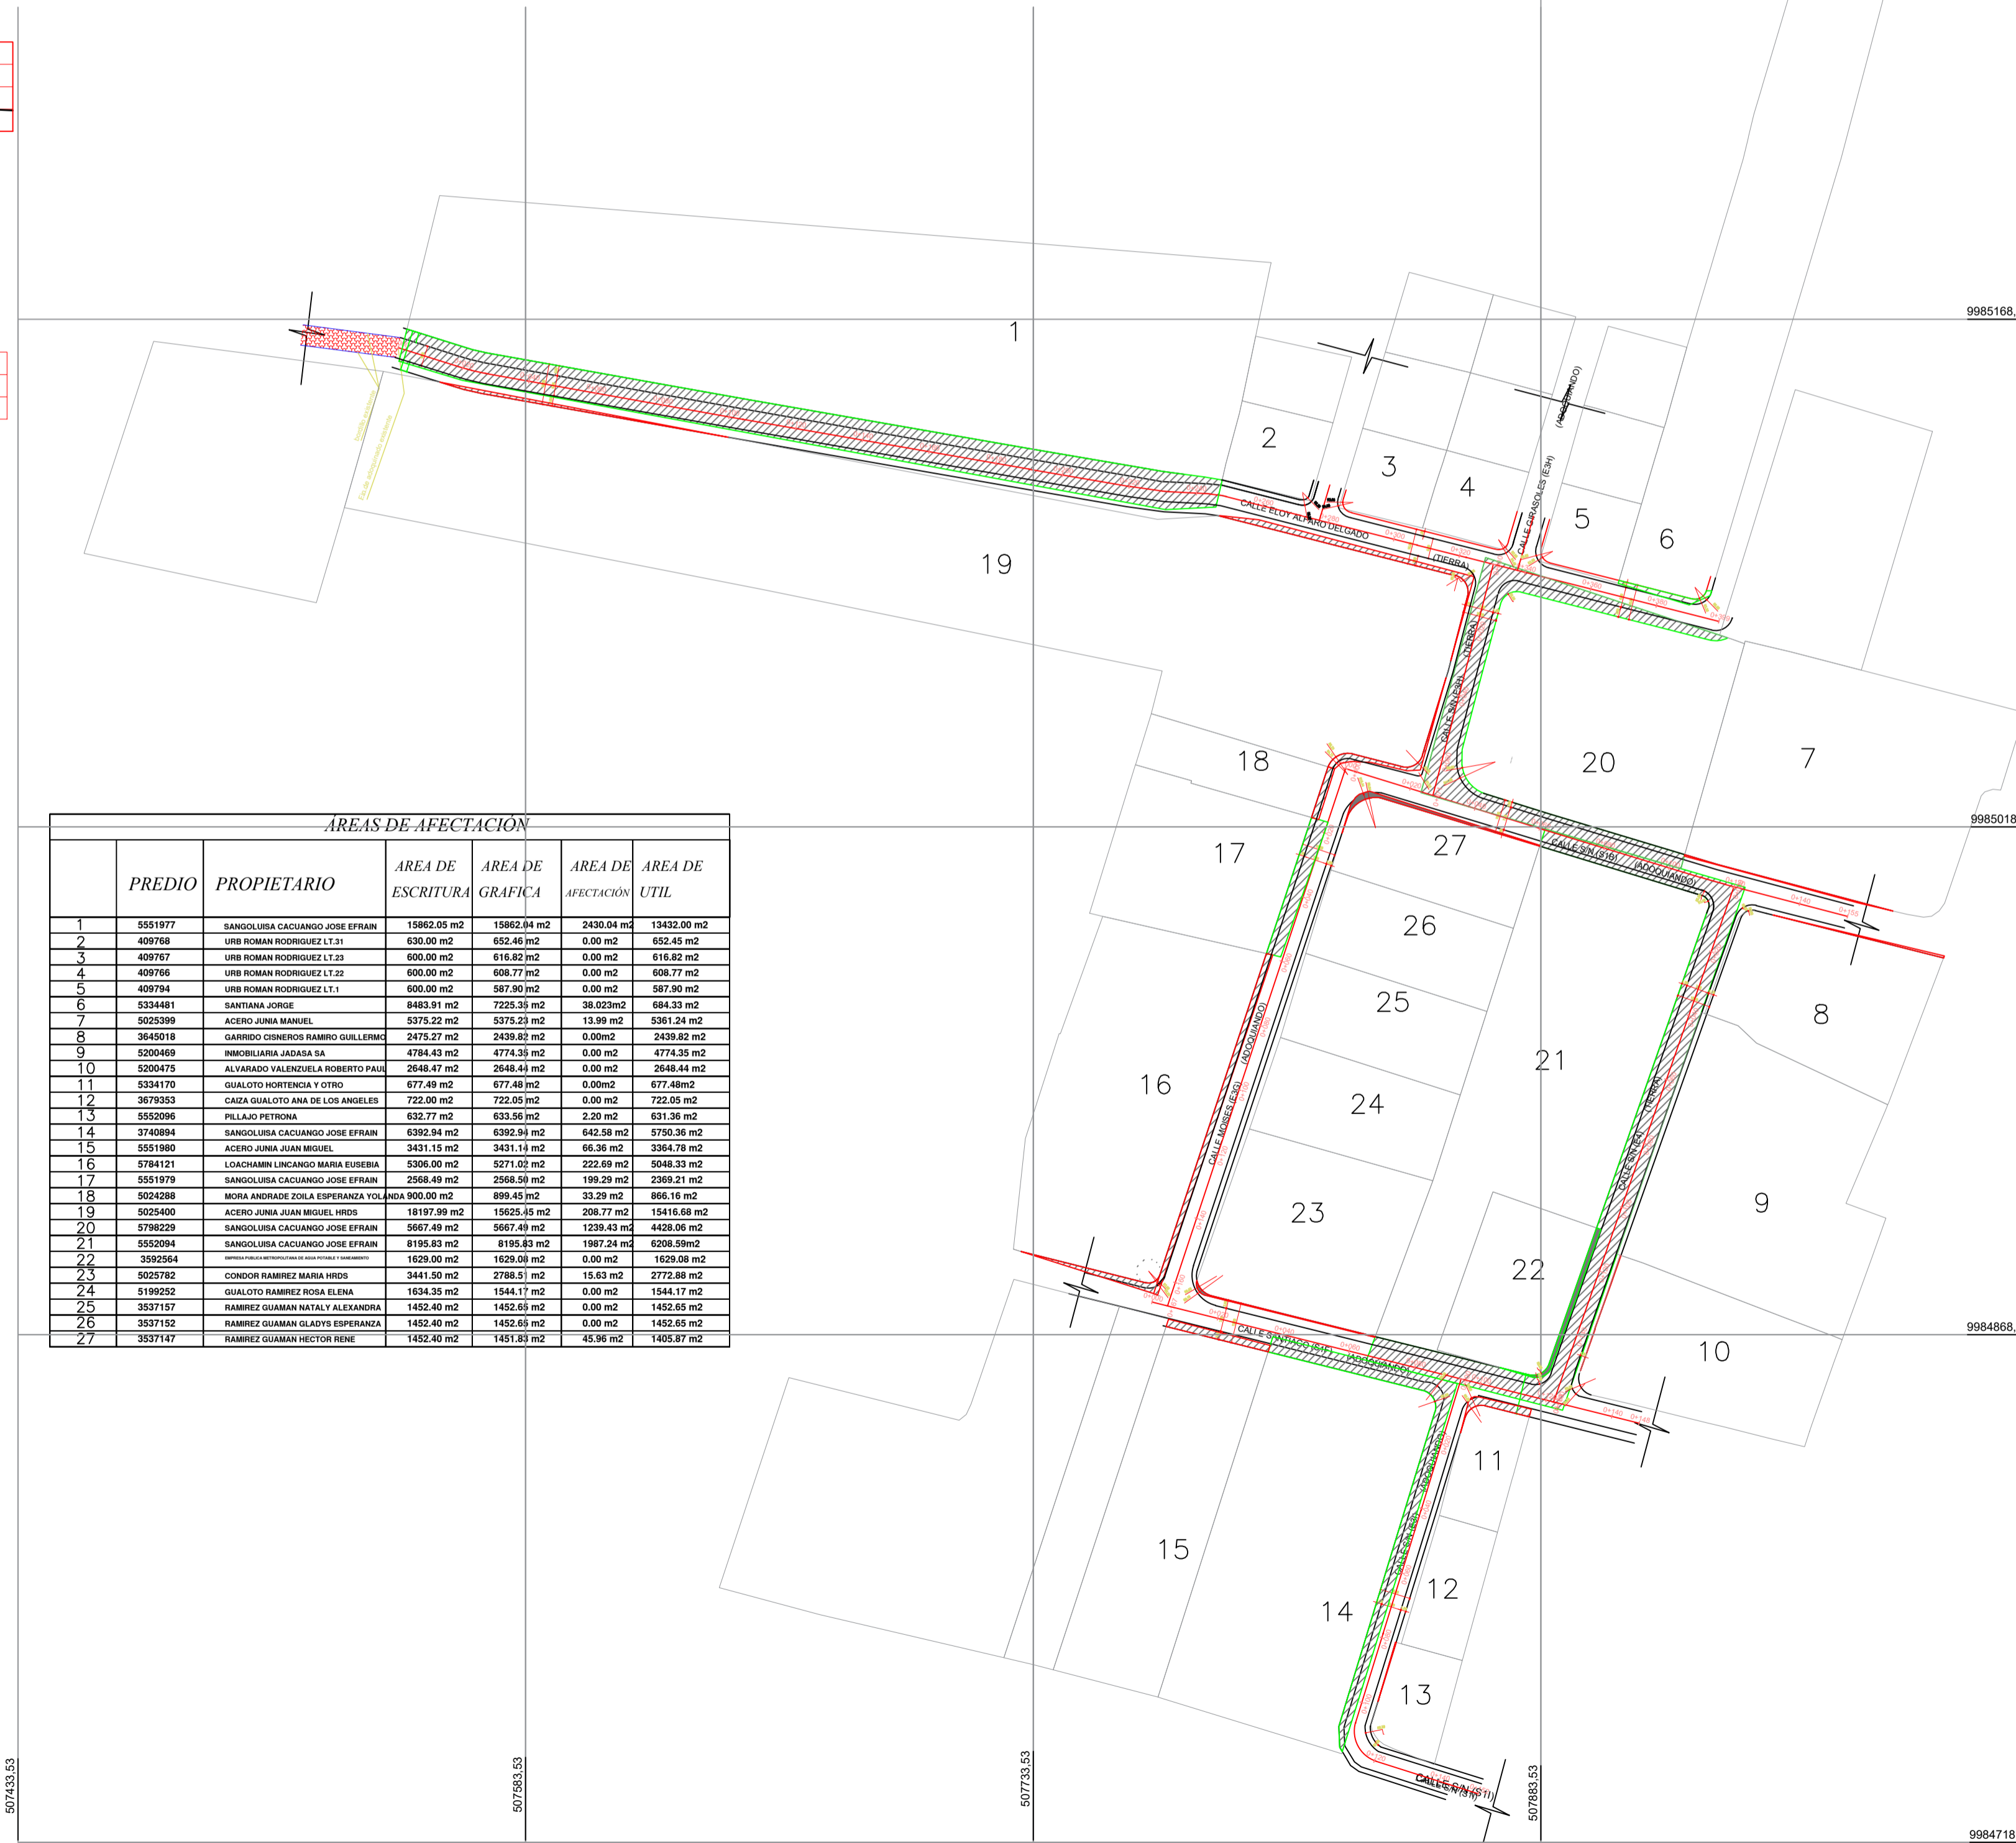 ÁREAS DE AFECTACIÓN
PREDIO PROPIETARIO AREA DE ESCRITURA AREA DE GRAFICA AREA DE AFECTACIÓN AREA DE UTIL
1 5551977 SANGOLUISA CACUANGO JOSE EFRAIN 15862.05 m2 15862.04 m2 2430.04 m2 13432.00 m2
2 409768 URB ROMAN RODRIGUEZ LT.31 630.00 m2 652.46 m2 0.00 m2 652.45 m2
3 409767 URB ROMAN RODRIGUEZ LT.23 600.00 m2 616.82 m2 0.00 m2 616.82 m2
4 409766 URB ROMAN RODRIGUEZ LT.22 600.00 m2 608.77 m2 0.00 m2 608.77 m2
5 409794 URB ROMAN RODRIGUEZ LT.1 600.00 m2 587.90 m2 0.00 m2 587.90 m2
6 5334481 SANTIANA JORGE 8483.91 m2 7225.35 m2 38.023m2 684.33 m2
7 5025399 ACERO JUNIA MANUEL 5375.22 m2 5375.23 m2 13.99 m2 5361.24 m2
8 3645018 GARRIDO CISNEROS RAMIRO GUILLERMO 2475.27 m2 2439.82 m2 0.00m2 2439.82 m2
9 5200469 INMOBILIARIA JADASA SA 4784.43 m2 4774.35 m2 0.00 m2 4774.35 m2
10 5200475 ALVARADO VALENZUELA ROBERTO PAUL 2648.47 m2 2648.44 m2 0.00 m2 2648.44 m2
11 5334170 GUALOTO HORTENCIA Y OTRO 677.49 m2 677.48 m2 0.00m2 677.48m2
12 3679353 CAIZA GUALOTO ANA DE LOS ANGELES 722.00 m2 722.05 m2 0.00 m2 722.05 m2
13 5552096 PILLAJO PETRONA 632.77 m2 633.56 m2 2.20 m2 631.36 m2
14 3740894 SANGOLUISA CACUANGO JOSE EFRAIN 6392.94 m2 6392.94 m2 642.58 m2 5750.36 m2
15 5551980 ACERO JUNIA JUAN MIGUEL 3431.15 m2 3431.14 m2 66.36 m2 3364.78 m2
16 5784121 LOACHAMIN LINCANGO MARIA EUSEBIA 5306.00 m2 5271.02 m2 222.69 m2 5048.33 m2
17 5551979 SANGOLUISA CACUANGO JOSE EFRAIN 2568.49 m2 2568.50 m2 199.29 m2 2369.21 m2
18 5024288 MORA ANDRADE ZOILA ESPERANZA YOLANDA 900.00 m2 899.45 m2 33.29 m2 866.16 m2
19 5025400 ACERO JUNIA JUAN MIGUEL HRDS 18197.99 m2 15625.45 m2 208.77 m2 15416.68 m2
20 5798229 SANGOLUISA CACUANGO JOSE EFRAIN 5667.49 m2 5667.49 m2 1239.43 m2 4428.06 m2
21 5552094 SANGOLUISA CACUANGO JOSE EFRAIN 8195.83 m2 8195.83 m2 1987.24 m2 6208.59m2
22 3592564 EMPRESA PUBLICA METROPOLITANA DE AGUA POTABLE Y SANEAMIENTO 1629.00 m2 1629.08 m2 0.00 m2 1629.08 m2
23 5025782 CONDOR RAMIREZ MARIA HRDS 3441.50 m2 2788.51 m2 15.63 m2 2772.88 m2
24 5199252 GUALOTO RAMIREZ ROSA ELENA 1634.35 m2 1544.17 m2 0.00 m2 1544.17 m2
25 3537157 RAMIREZ GUAMAN NATALY ALEXANDRA 1452.40 m2 1452.65 m2 0.00 m2 1452.65 m2
26 3537152 RAMIREZ GUAMAN GLADYS ESPERANZA 1452.40 m2 1452.65 m2 0.00 m2 1452.65 m2
27 3537147 RAMIREZ GUAMAN HECTOR RENE 1452.40 m2 1451.83 m2 45.96 m2 1405.87 m2
9985168,
1
2
3
4
5
6
CALLE GIRASOLES (E3H)
(ADOQUIANDO)
CALLE ELOY ALFARO DELGADO
(TIERRA)
19
CALLE S/N (E3H)
(TIERRA)
18
20
7
9985018
17
27
CALLE S/N (S1B)
(ADOQUIANDO)
26
25
8
21
16
24
CALLE MOISES (E3G)
(ADOQUIANDO)
CALLE S/N (E4)
(TIERRA)
23
9
22
9984868,
10
CALLE SANTIAGO (S1F)
(ADOQUIANDO)
11
15
12
14
CALLE S/N (E3I)
(ADOQUIANDO)
13
CALLE S/N (S1I)
507433,53
507583,53
507733,53
507883,53
9984718